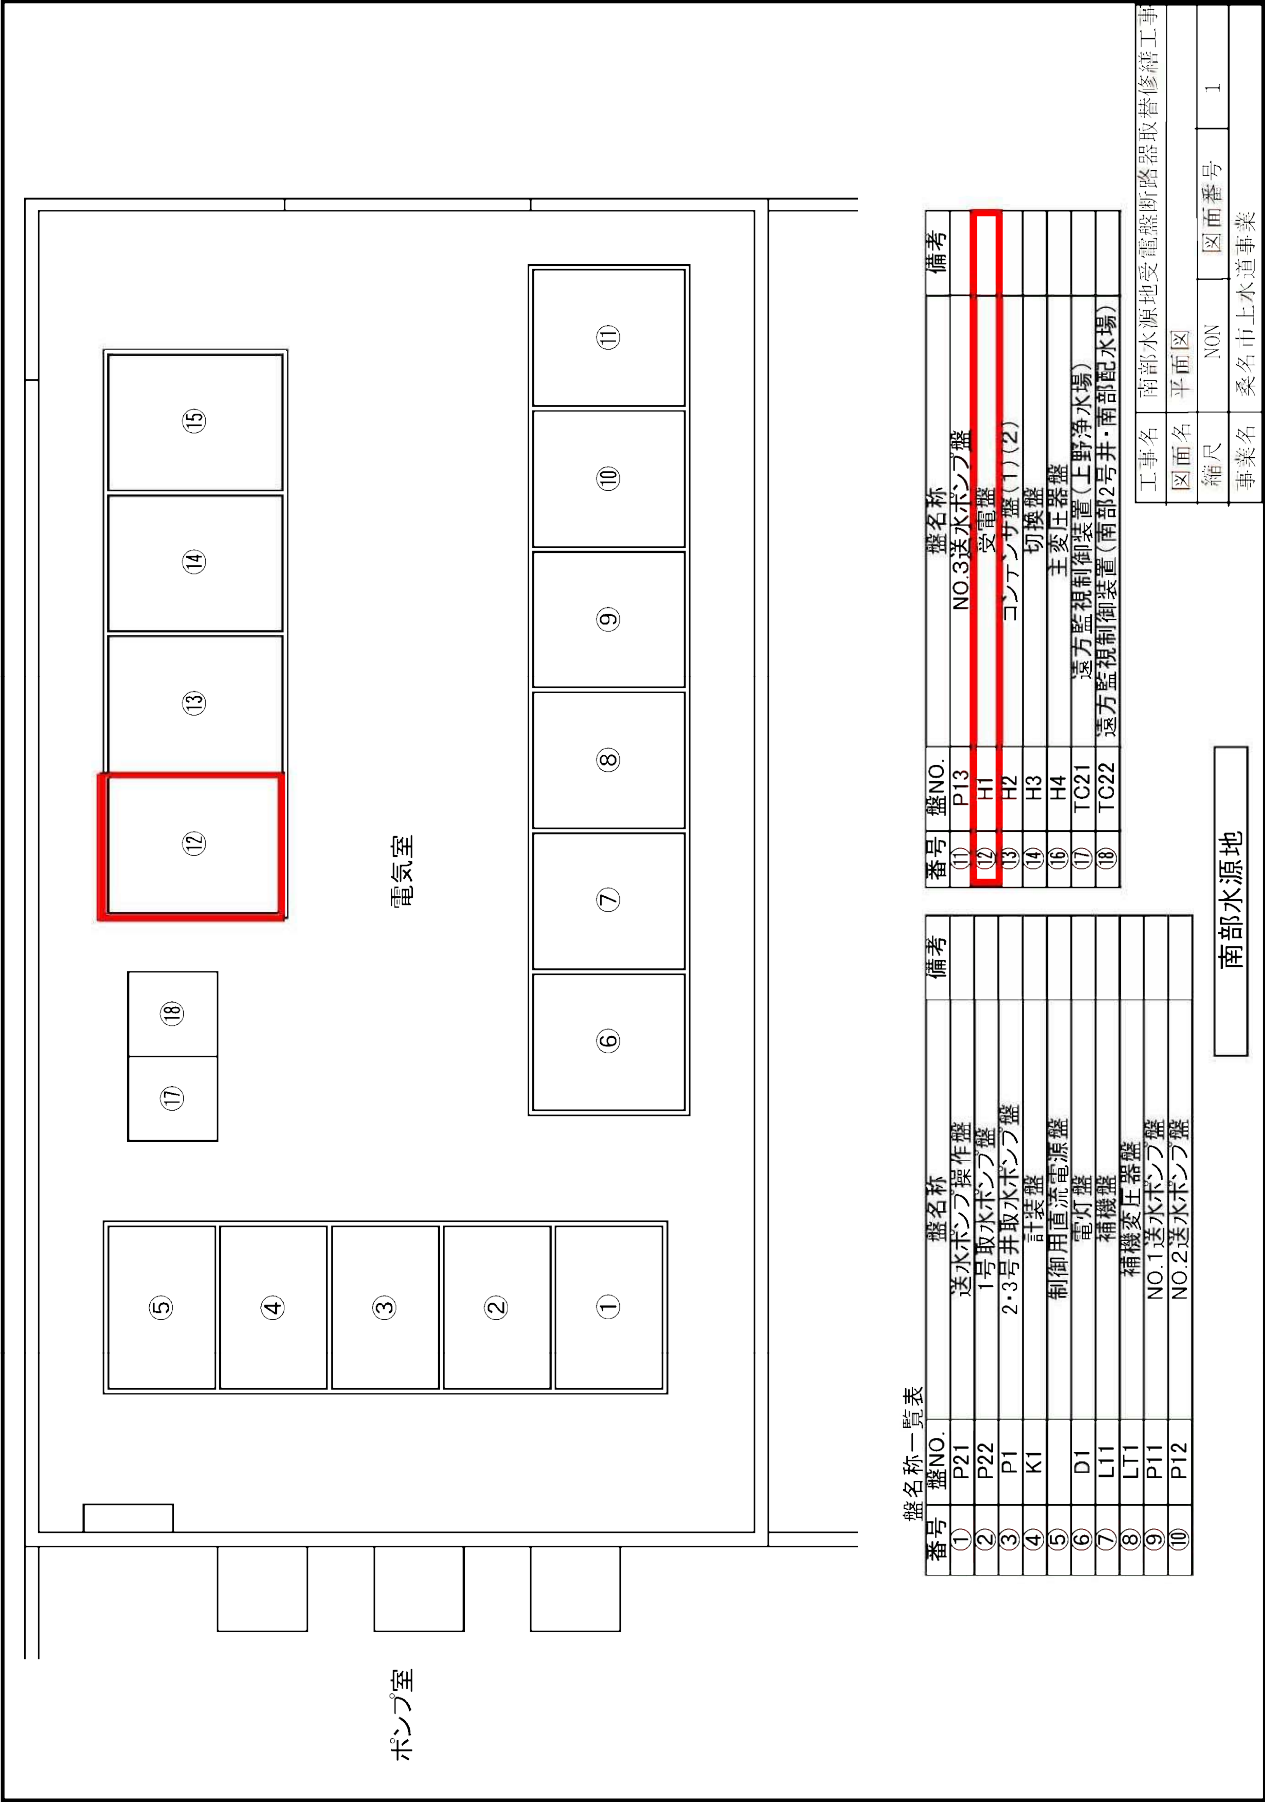 ⑮
⑭
⑬
⑫
⑱
⑰
⑤
④
③
②
①
電気室
⑪
⑩
⑨
⑧
⑦
⑥
ポンプ室
盤名称一覧表
番号 盤NO. 盤名称 備考
① P21 送水ポンプ操作盤
② P22 1号取水ポンプ盤
③ P1 2・3号井取水ポンプ盤
④ K1 計装盤
⑤ 制御用直流電源盤
⑥ D1 電灯盤
⑦ L11 補機盤
⑧ LT1 補機変圧器盤
⑨ P11 NO.1送水ポンプ盤
⑩ P12 NO.2送水ポンプ盤
番号 盤NO. 盤名称 備考
⑪ P13 NO.3送水ポンプ盤
⑫ H1 受電盤
⑬ H2 コンデンサ盤(1)(2)
⑭ H3 切換盤
⑯ H4 主変圧器盤
⑰ TC21 遠方監視制御装置(上野浄水場)
⑱ TC22 遠方監視制御装置(南部2号井・南部配水場)
南部水源地
工事名 南部水源地受電盤断路器取替修繕工事
図面名 平面図
縮尺 NON 図面番号 1
事業名 桑名市上水道事業